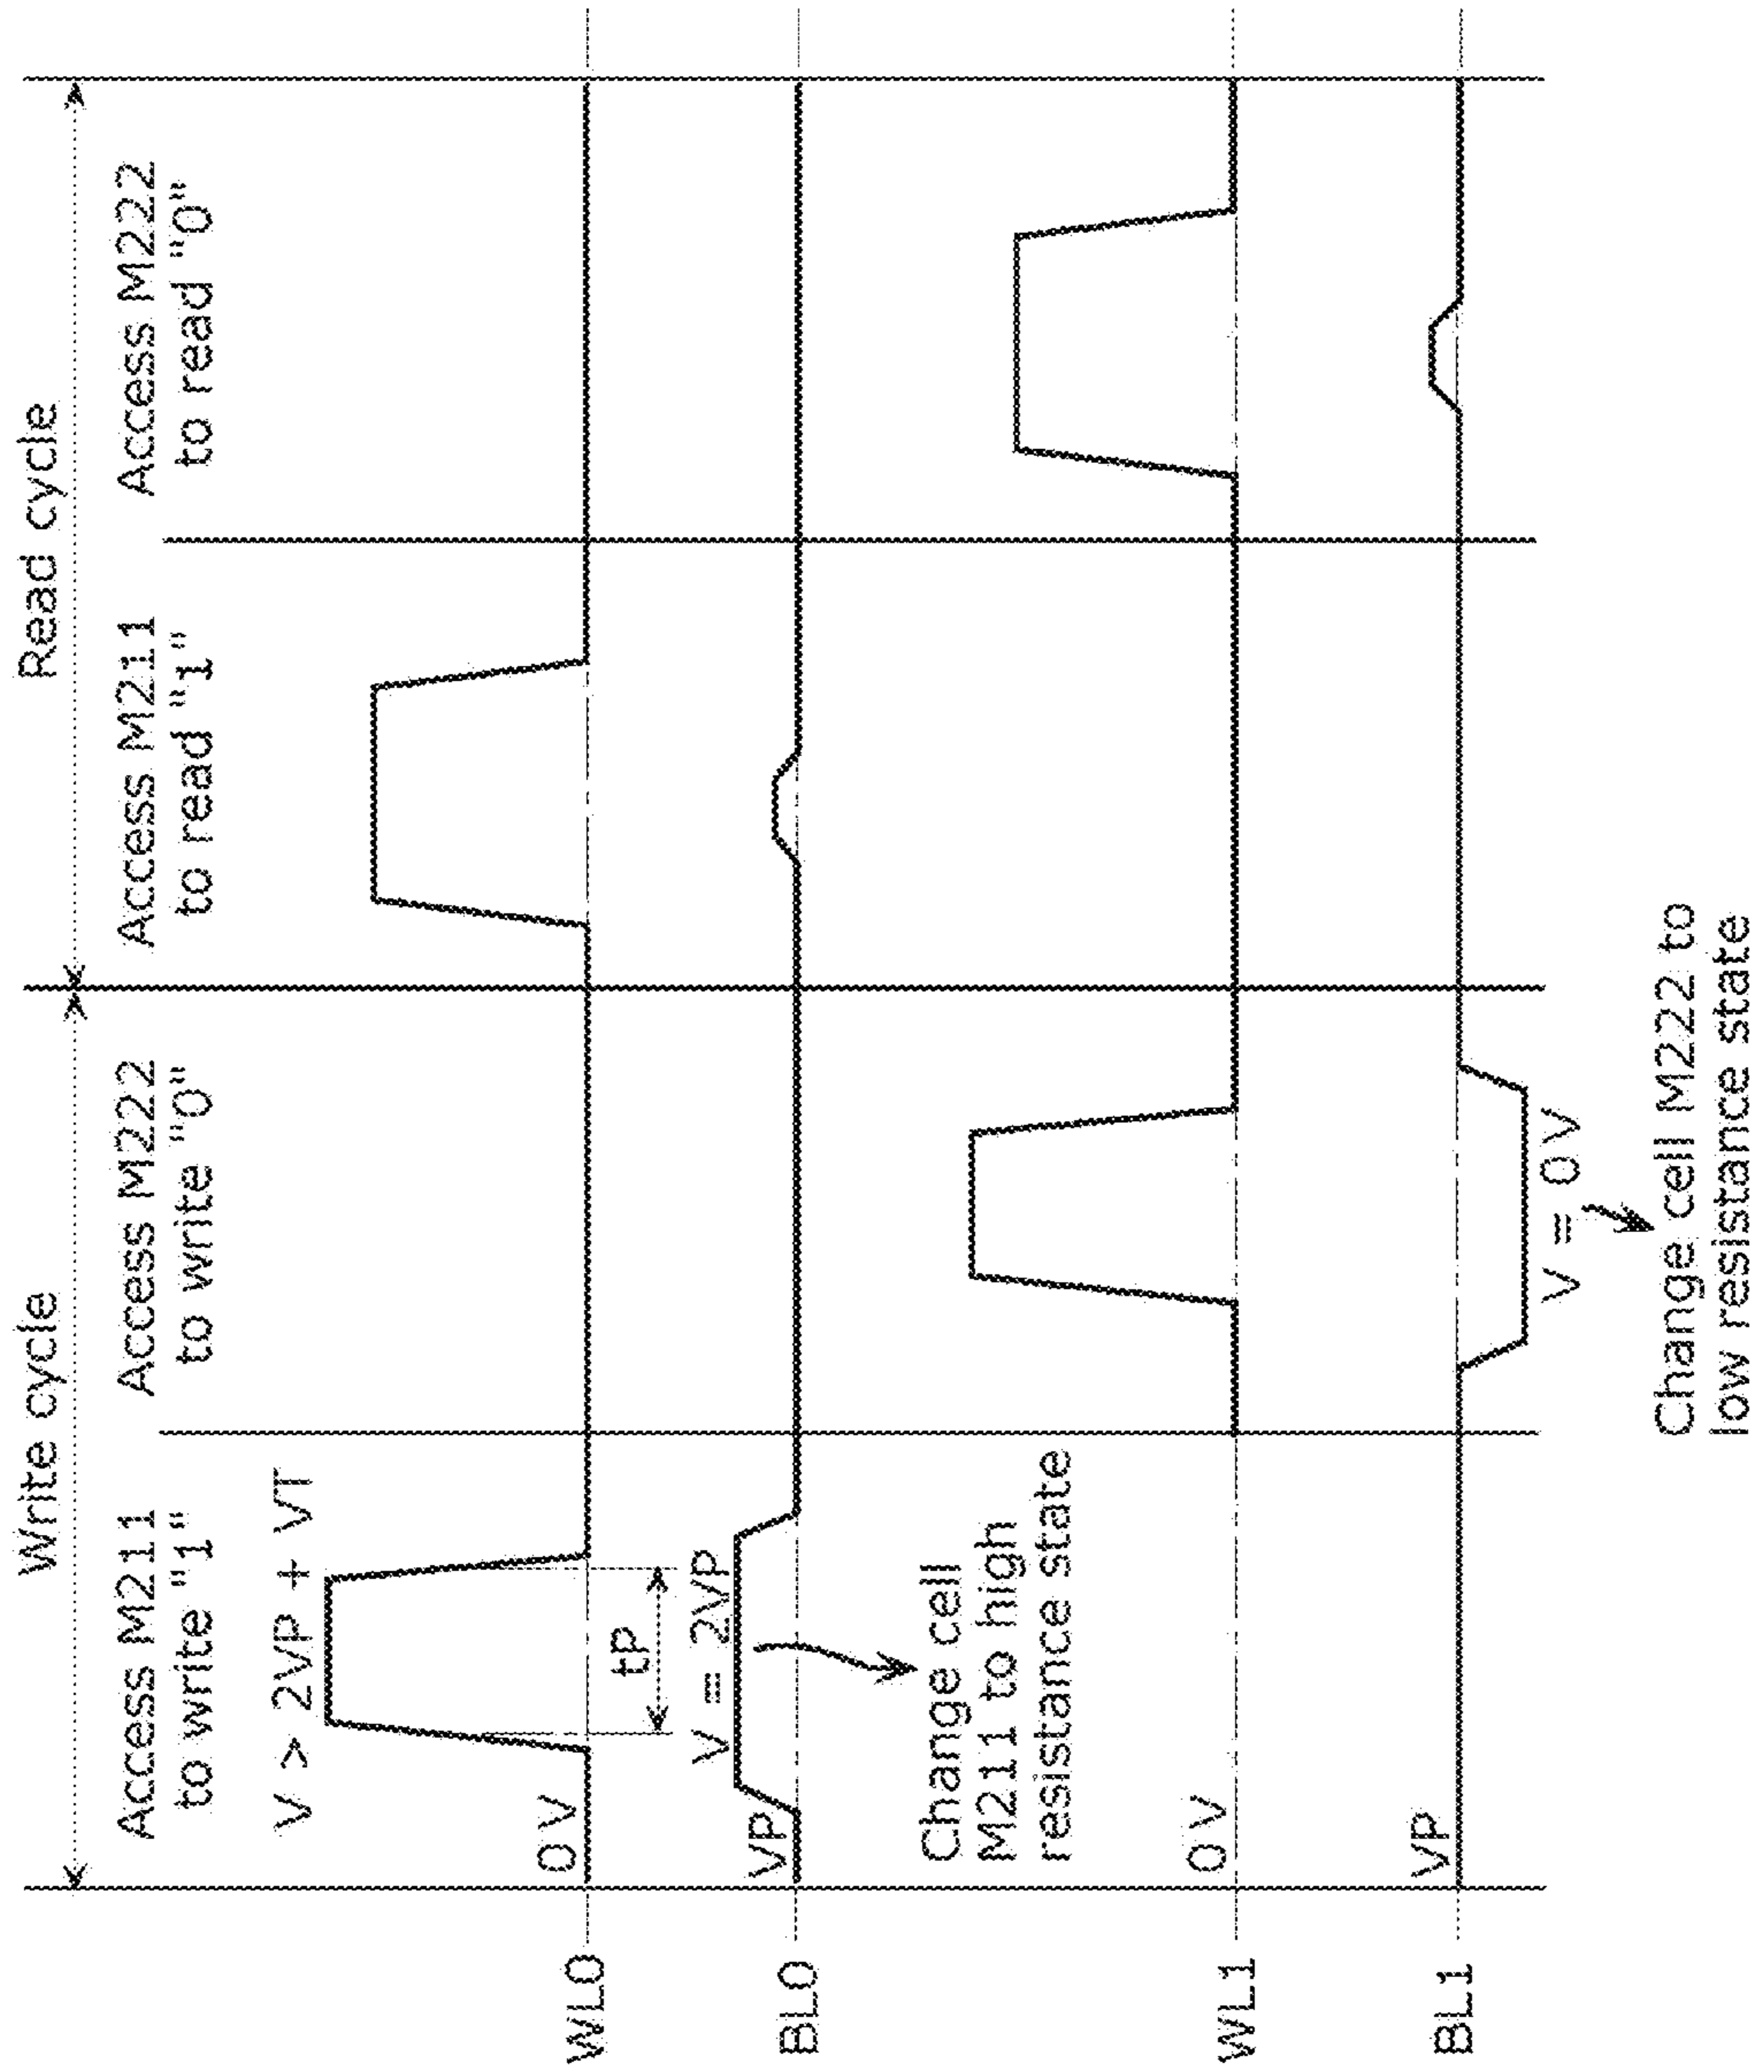 Write cycle
Read cycle
Access M211
to write "1"
Access M222
to write "0"
Access M211
to read "1"
Access M222
to read "0"
V > 2VP + VT
0 V
WL0
tP
V = 2VP
VP
BL0
Change cell
M211 to high
resistance state
0 V
WL1
VP
BL1
V = 0 V
Change cell M222 to
low resistance state